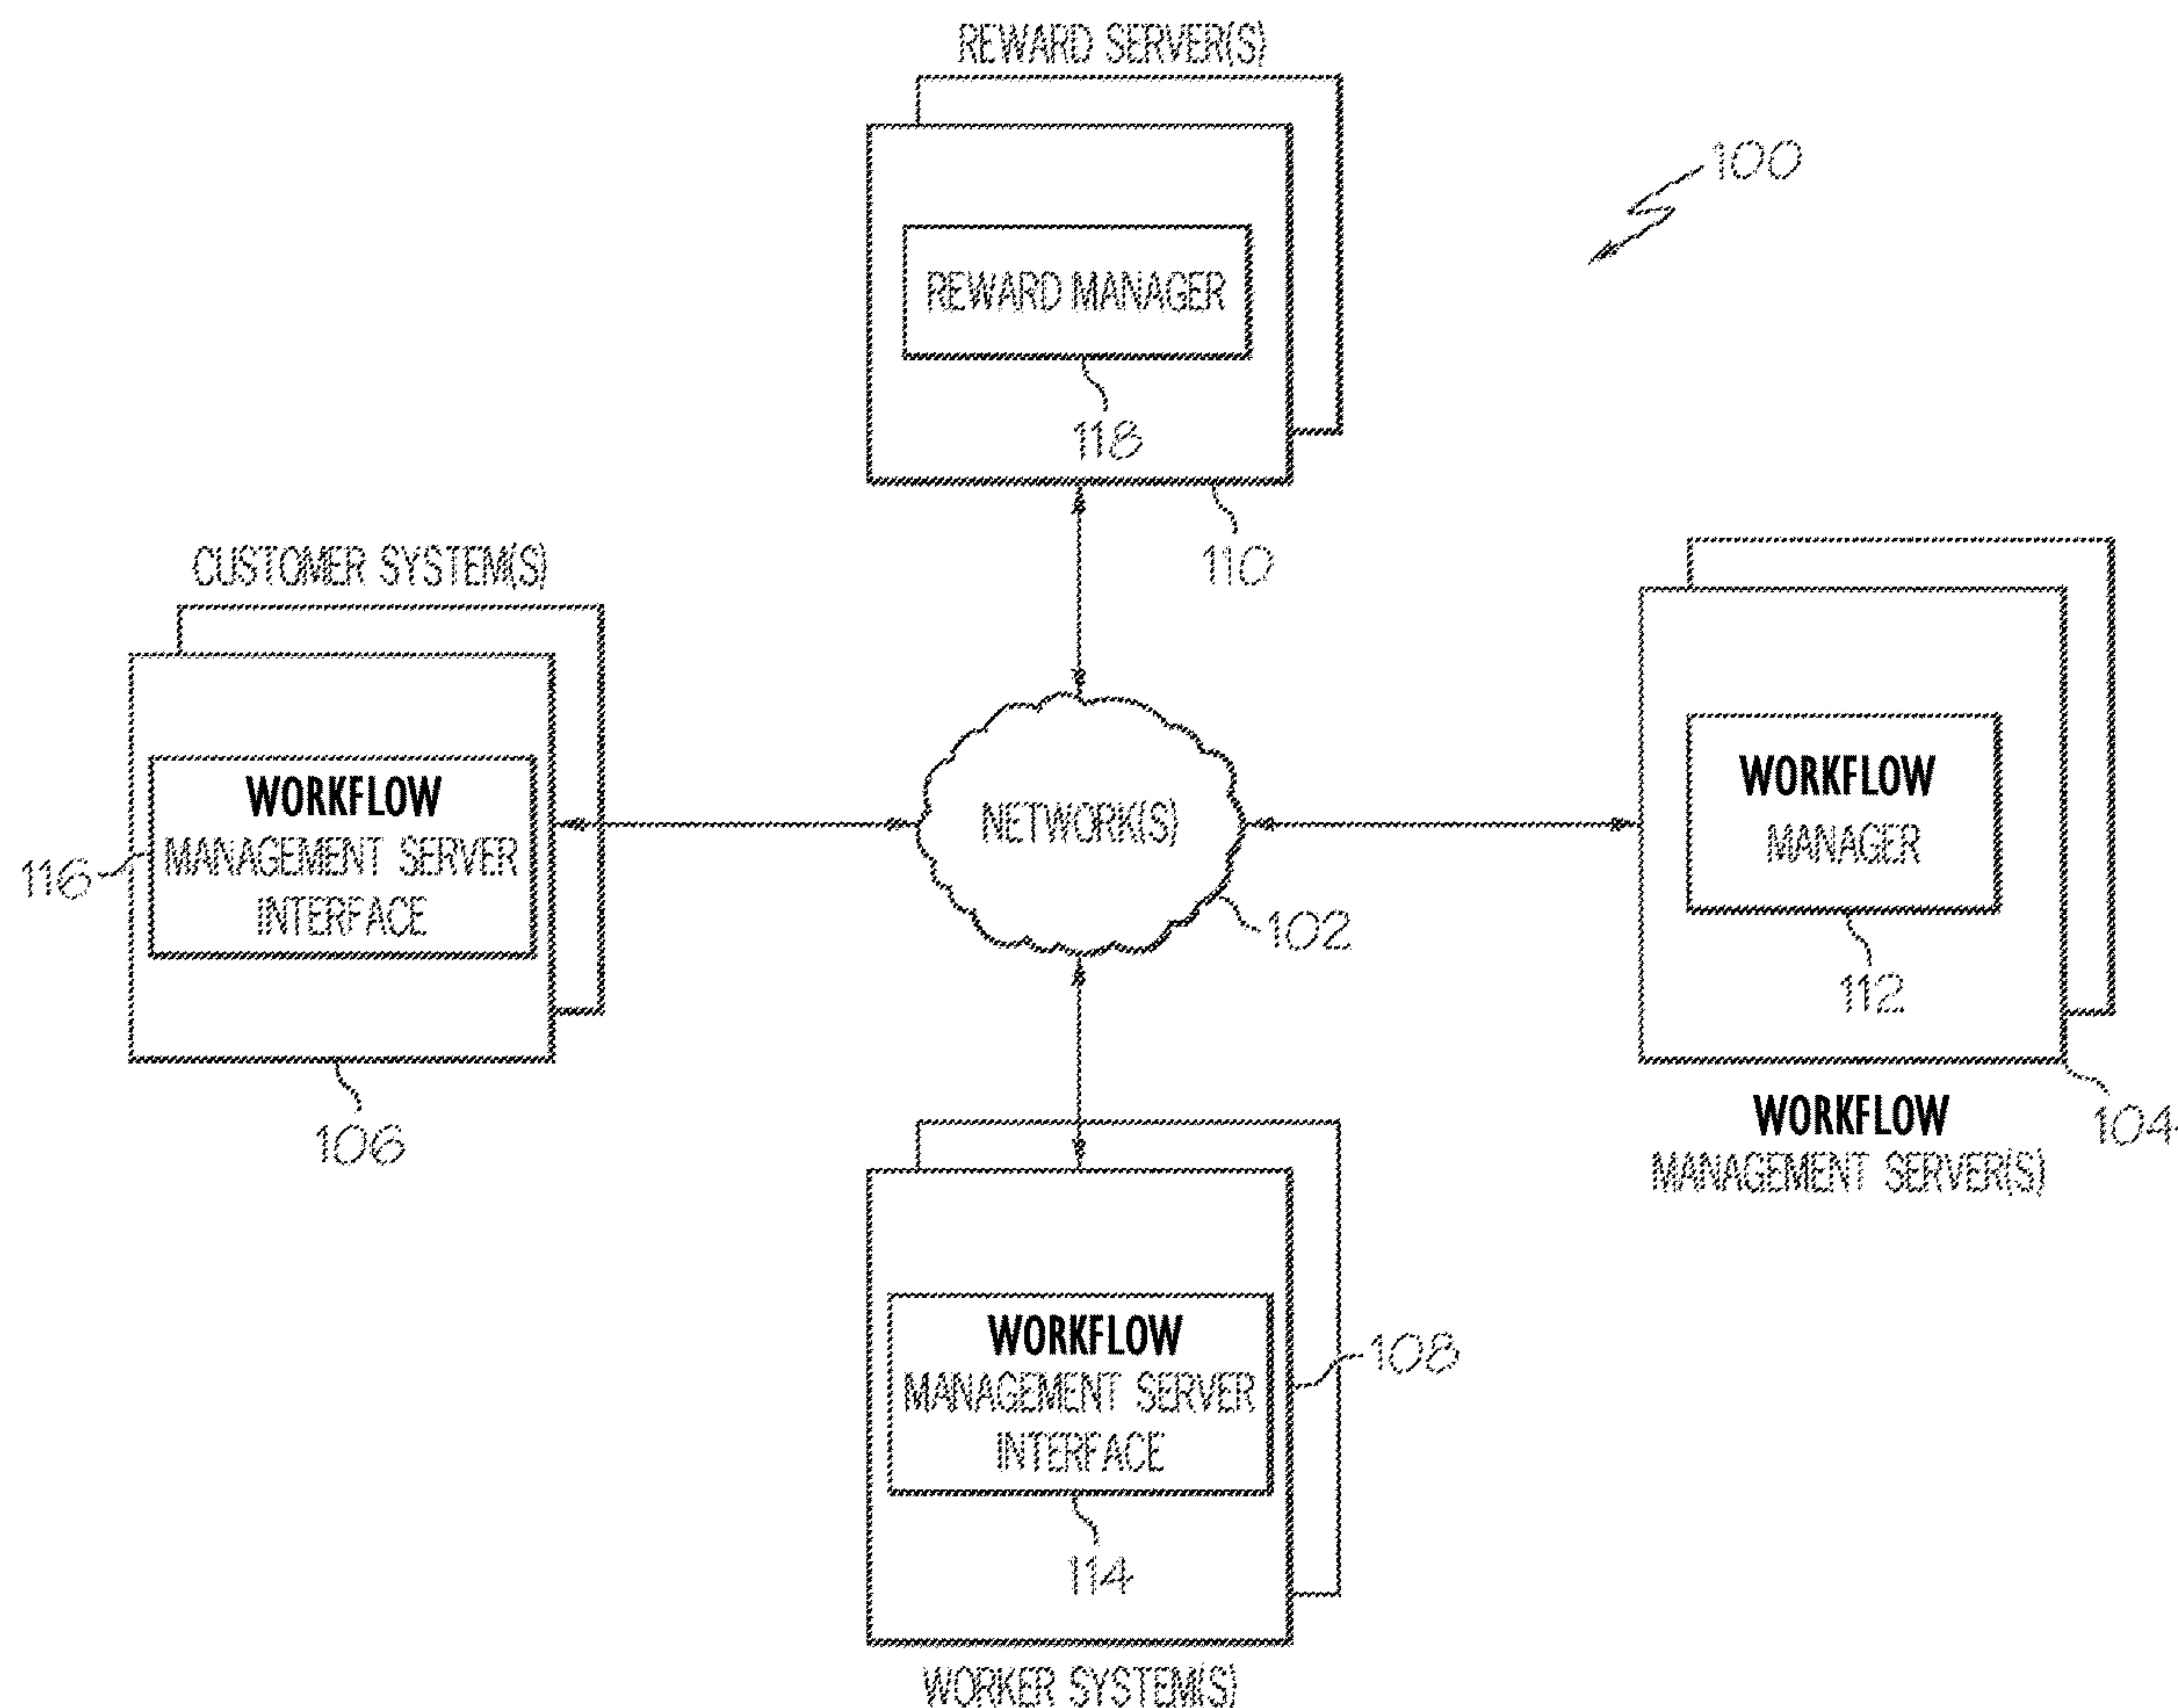 REWARD SERVER(S)
100
REWARD MANAGER
118
110
CUSTOMER SYSTEM(S)
WORKFLOW
MANAGEMENT SERVER
INTERFACE
116
106
NETWORK(S)
102
WORKFLOW
MANAGER
112
104
WORKFLOW
MANAGEMENT SERVER(S)
WORKFLOW
MANAGEMENT SERVER
INTERFACE
108
114
WORKER SYSTEM(S)